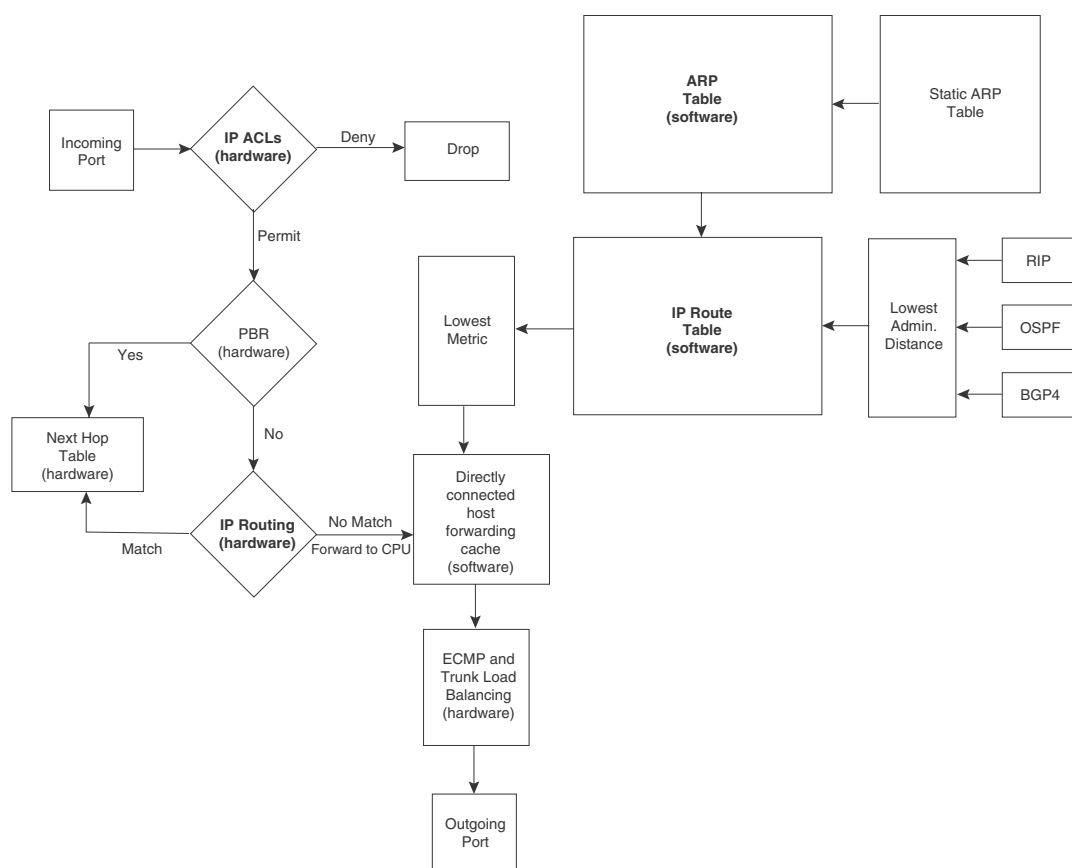 ARP
Table
(software)
Static ARP
Table
Incoming
Port
IP ACLs
(hardware)
Deny
Drop
Permit
RIP
OSPF
BGP4
Lowest
Admin.
Distance
IP Route
Table
(software)
Lowest
Metric
PBR
(hardware)
Yes
No
Next Hop
Table
(hardware)
IP Routing
(hardware)
Match
No Match
Forward to CPU
Directly
connected
host
forwarding
cache
(software)
ECMP and
Trunk Load
Balancing
(hardware)
Outgoing
Port